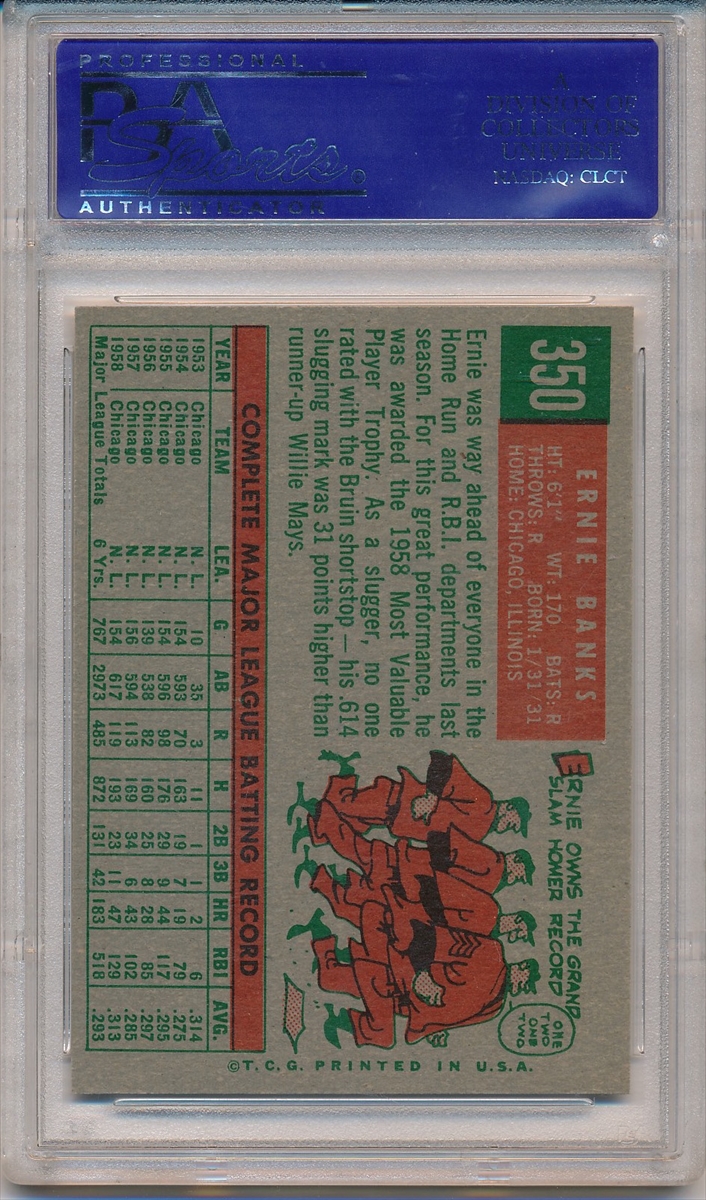 PROFESSIONAL
PSA
Sports®
AUTHENTICATOR
A
DIVISION OF
COLLECTORS
UNIVERSE
NASDAQ: CLCT
350
ERNIE BANKS
HT: 6'1" WT: 170 BATS: R
THROWS: R BORN: 1/31/31
HOME: CHICAGO, ILLINOIS
Ernie was way ahead of everyone in the
Home Run and R.B.I. departments last
season. For this great performance, he
was awarded the 1958 Most Valuable
Player Trophy. As a slugger, no one
rated with the Bruin shortstop — his .614
slugging mark was 31 points higher than
runner-up Willie Mays.
ERNIE OWNS THE GRAND
SLAM HOMER RECORD
ONE
TWO
ONE
TWO
COMPLETE MAJOR LEAGUE BATTING RECORD
YEAR TEAM LEA. G AB R H 2B 3B HR RBI AVG.
1953 Chicago N. L. 10 35 3 11 1 1 2 6 .314
1954 Chicago N. L. 154 593 70 163 19 7 19 79 .275
1955 Chicago N. L. 154 596 98 176 29 9 44 117 .295
1956 Chicago N. L. 139 538 82 160 25 8 28 85 .297
1957 Chicago N. L. 156 594 113 169 34 6 43 102 .285
1958 Chicago N. L. 154 617 119 193 23 11 47 129 .313
Major League Totals 6 Yrs. 767 2973 485 872 131 42 183 518 .293
©T.C.G. PRINTED IN U.S.A.